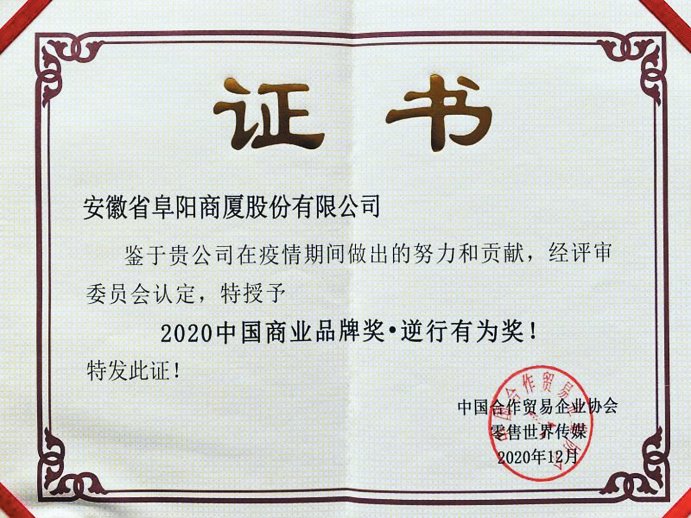 证书
安徽省阜阳商厦股份有限公司
鉴于贵公司在疫情期间做出的努力和贡献，经评审
委员会认定，特授予
2020中国商业品牌奖•逆行有为奖！
特发此证！
中国合作贸易企业协会
零售世界传媒
2020年12月